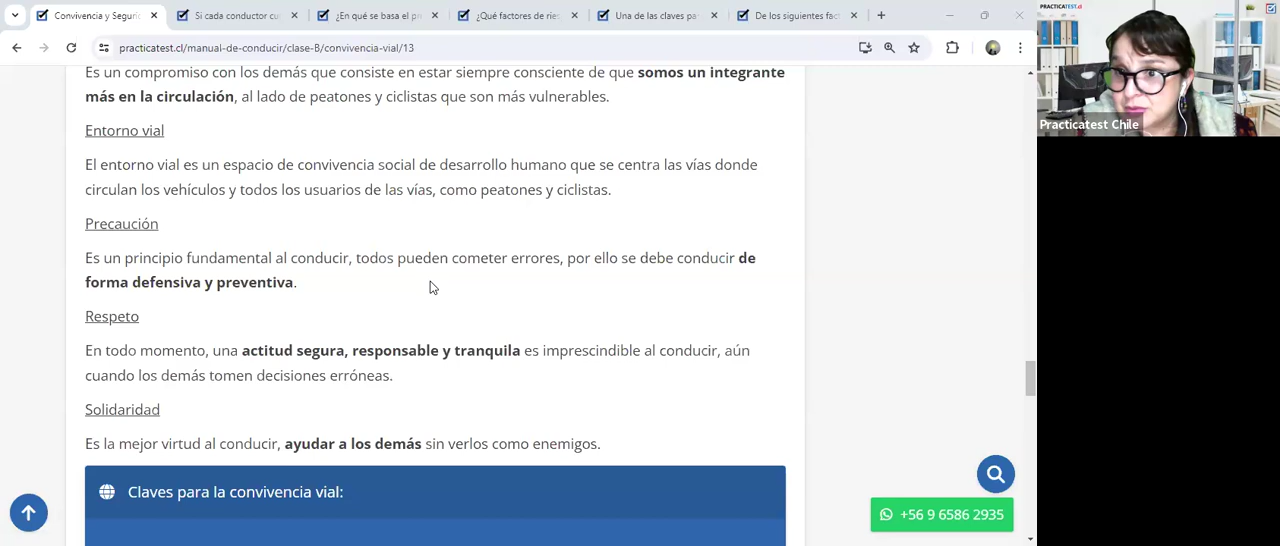 Convivencia y Seguric
Si cada conductor cu
¿En qué se basa el pr
¿Qué factores de rie
Una de las claves pa
De los siguientes fact
practicatest.cl/manual-de-conducir/clase-B/convivencia-vial/13
PRACTICATEST.cl
Practicatest Chile
Es un compromiso con los demás que consiste en estar siempre consciente de que somos un integrante
más en la circulación, al lado de peatones y ciclistas que son más vulnerables.
Entorno vial
El entorno vial es un espacio de convivencia social de desarrollo humano que se centra las vías donde
circulan los vehículos y todos los usuarios de las vías, como peatones y ciclistas.
Precaución
Es un principio fundamental al conducir, todos pueden cometer errores, por ello se debe conducir de
forma defensiva y preventiva.
Respeto
En todo momento, una actitud segura, responsable y tranquila es imprescindible al conducir, aún
cuando los demás tomen decisiones erróneas.
Solidaridad
Es la mejor virtud al conducir, ayudar a los demás sin verlos como enemigos.
Claves para la convivencia vial:
+56 9 6586 2935